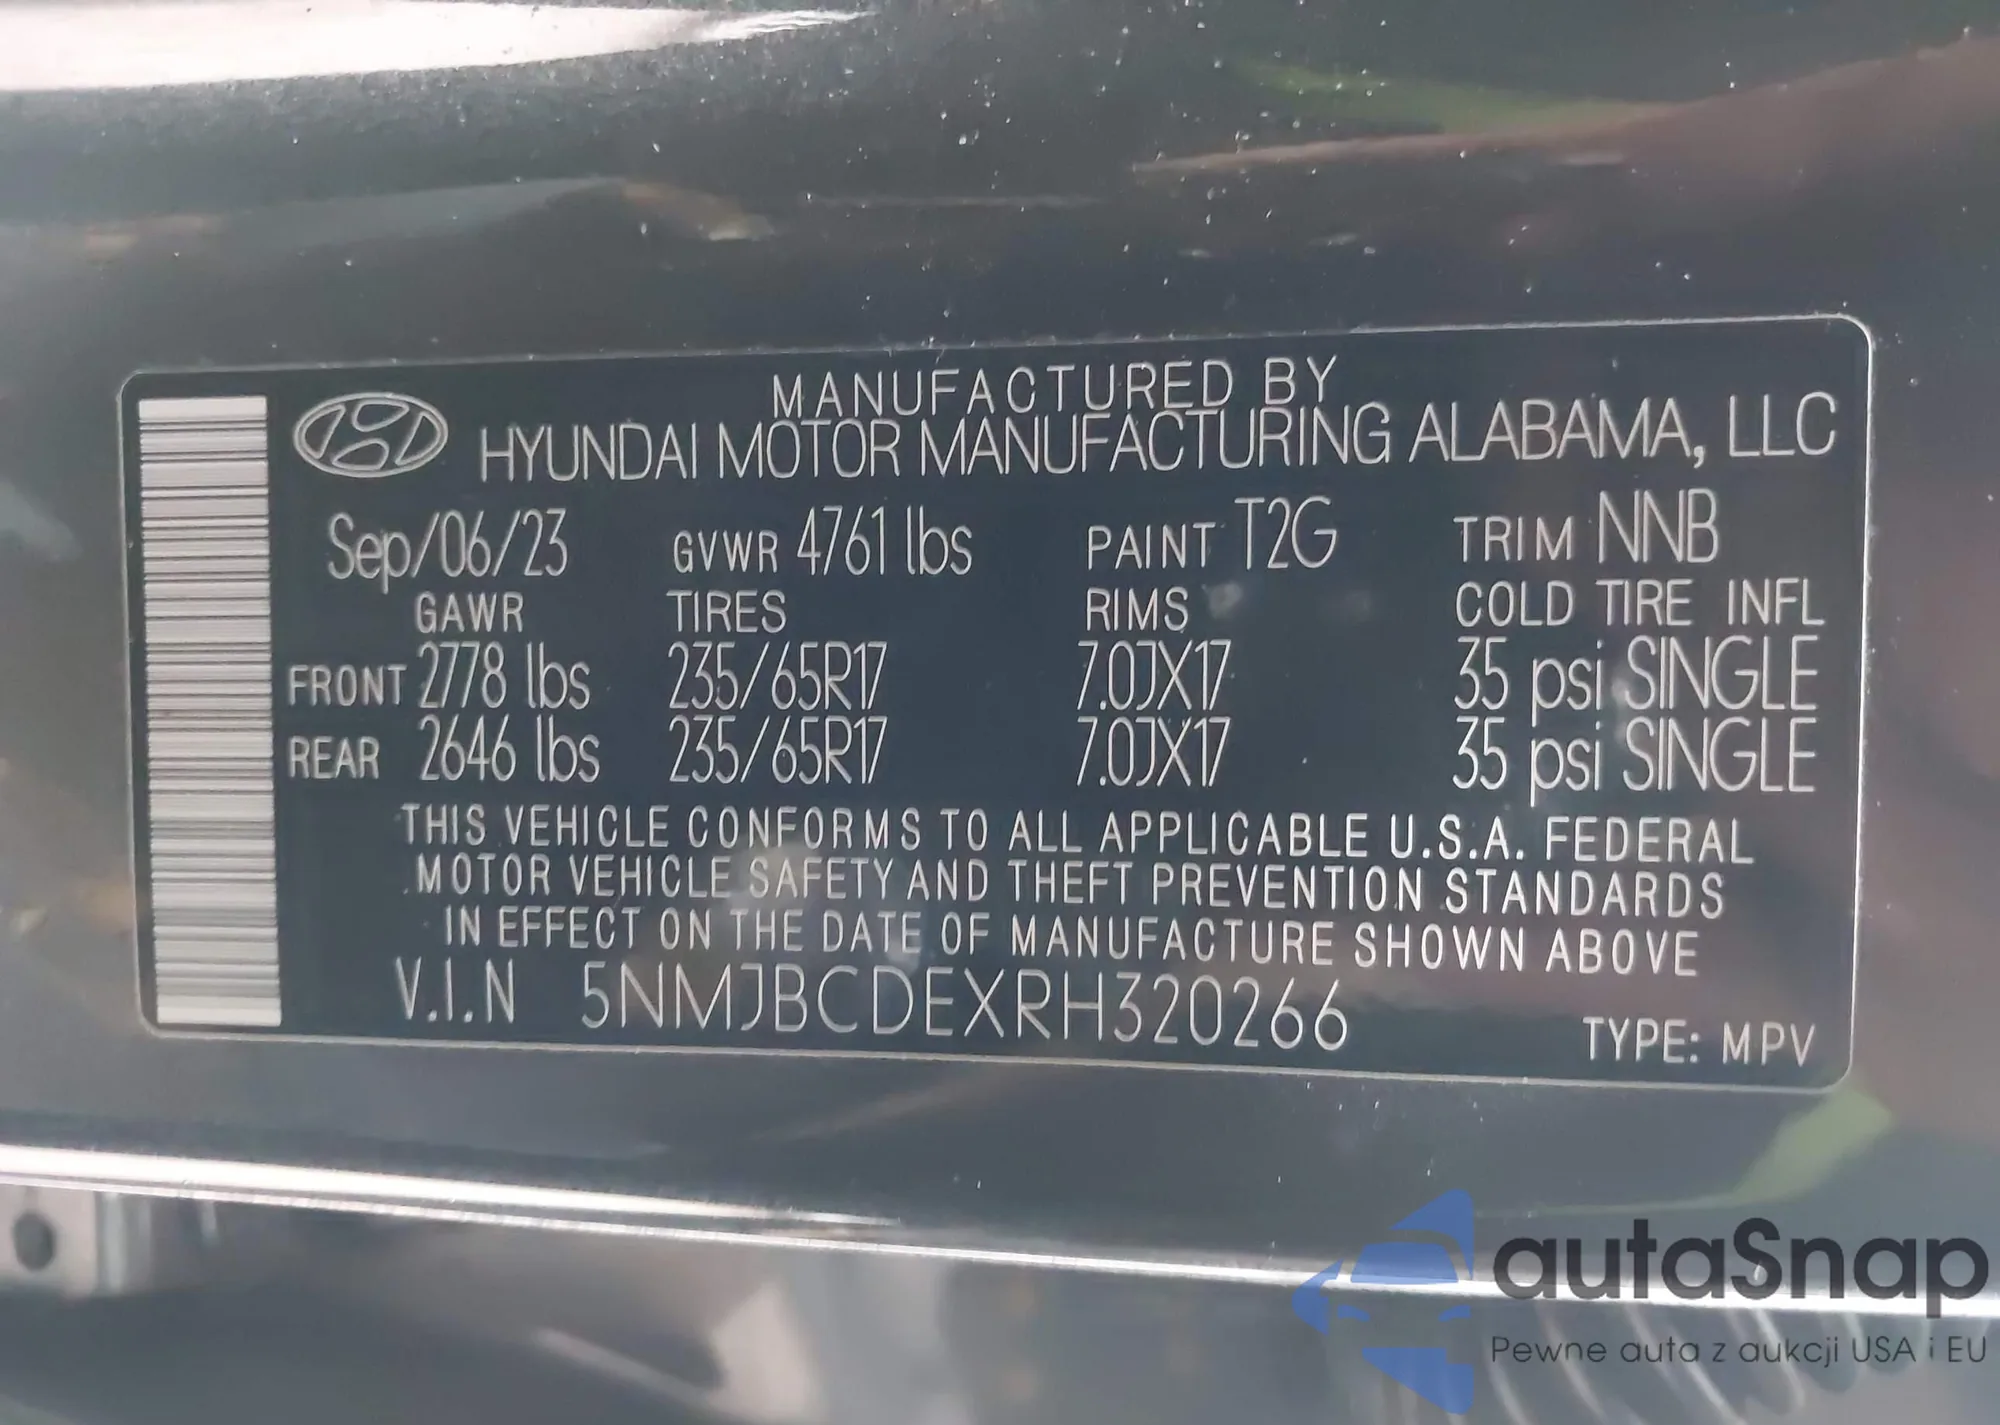 MANUFACTURED BY
HYUNDAI MOTOR MANUFACTURING ALABAMA, LLC
Sep/06/23 GVWR 4761 lbs PAINT T2G TRIM NNB
GAWR TIRES RIMS COLD TIRE INFL
FRONT 2778 lbs 235/65R17 7.0JX17 35 psi SINGLE
REAR 2646 lbs 235/65R17 7.0JX17 35 psi SINGLE
THIS VEHICLE CONFORMS TO ALL APPLICABLE U.S.A. FEDERAL
MOTOR VEHICLE SAFETY AND THEFT PREVENTION STANDARDS
IN EFFECT ON THE DATE OF MANUFACTURE SHOWN ABOVE
V.I.N 5NMJBCDEXRH320266
TYPE: MPV
autaSnap
Pewne auta z aukcji USA i EU